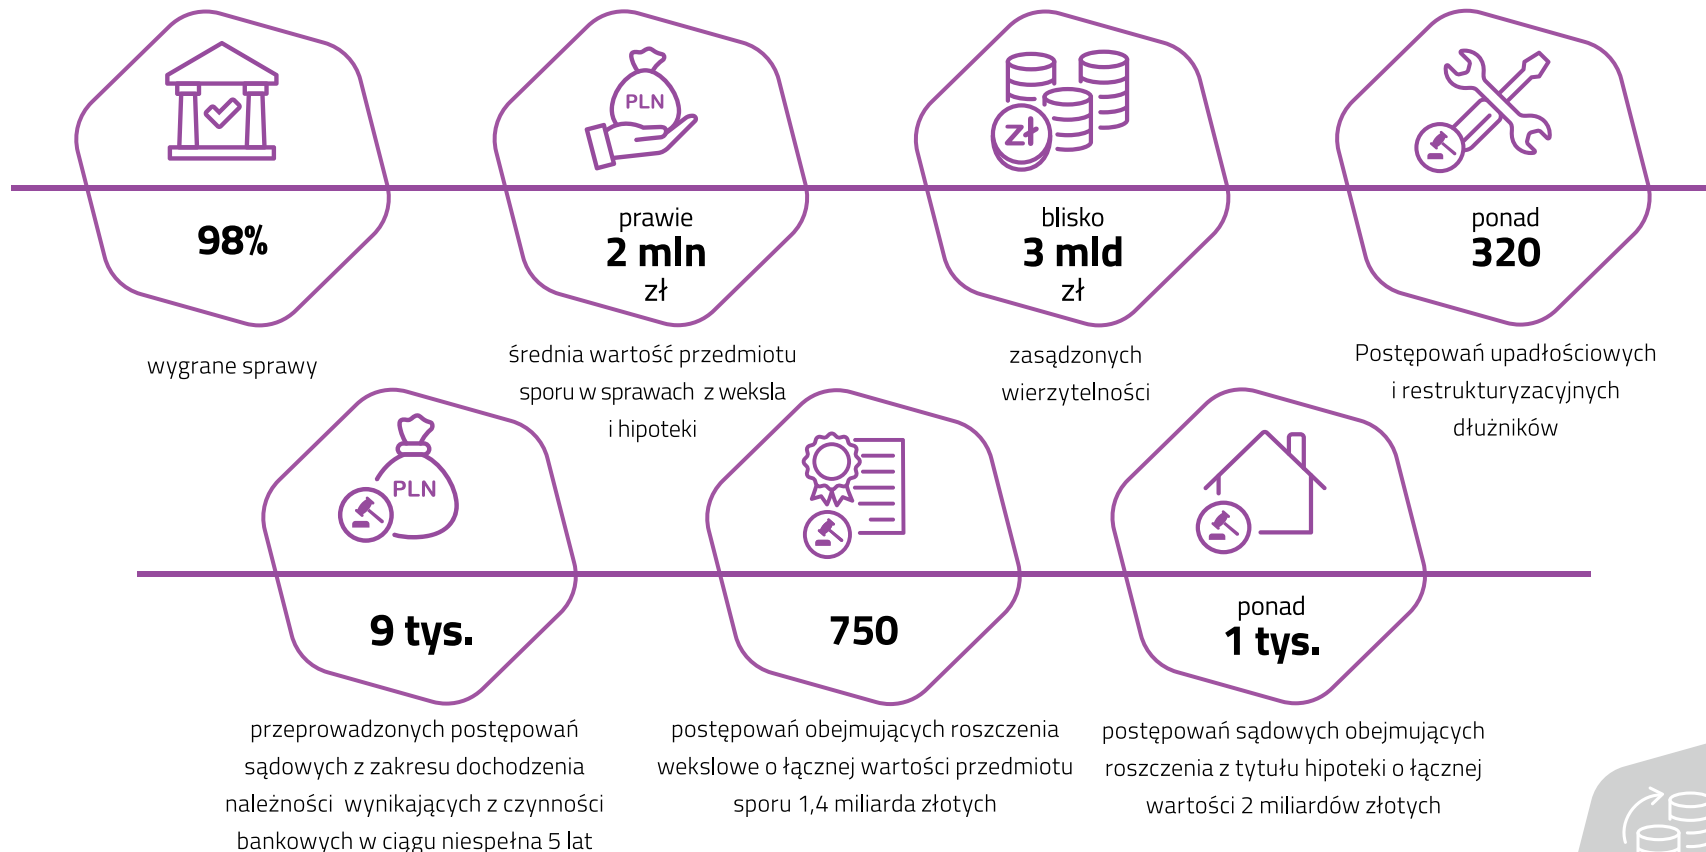 98%
wygrane sprawy
PLN
prawie
2 mln
zł
średnia wartość przedmiotu
sporu w sprawach z weksla
i hipoteki
zł
blisko
3 mld
zł
zasądzonych
wierzytelności
ponad
320
Postępowań upadłościowych
i restrukturyzacyjnych
dłużników
PLN
9 tys.
przeprowadzonych postępowań
sądowych z zakresu dochodzenia
należności wynikających z czynności
bankowych w ciągu niespełna 5 lat
750
postępowań obejmujących roszczenia
wekslowe o łącznej wartości przedmiotu
sporu 1,4 miliarda złotych
ponad
1 tys.
postępowań sądowych obejmujących
roszczenia z tytułu hipoteki o łącznej
wartości 2 miliardów złotych